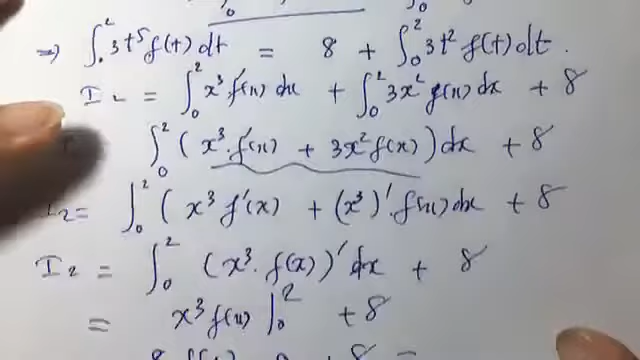 ⇒ ∫₀² 3t⁵ f(t) dt = 8 + ∫₀² 3t² f(t) dt.
I₂ = ∫₀² x³ f'(x) dx + ∫₀² 3x² f(x) dx + 8
∫₀² (x³. f'(x) + 3x² f(x)) dx + 8
I₂ = ∫₀² (x³ f'(x) + (x³)'. f(x) dx + 8
I₂ = ∫₀² (x³. f(x))' dx + 8
= x³ f(x) |₀² + 8